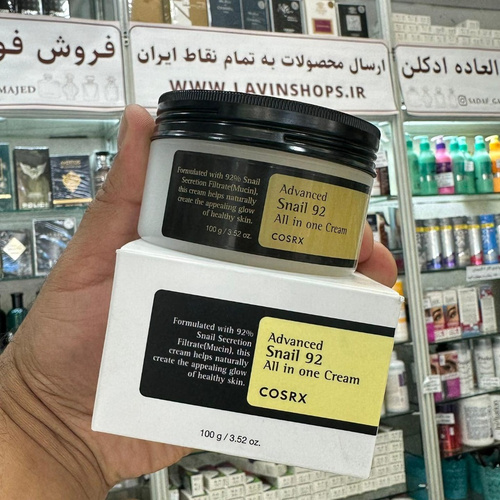 فروش فو
MAJED
ارسال محصولات به تمام نقاط ایران
WWW.LAVINSHOPS.IR
العاده ادکلن
Formulated with 92% Snail
Secretion Filtrate(Mucin), this cream helps naturally
create the appealing glow
of healthy skin.
100 g / 3.52 oz.
Advanced
Snail 92
All in one Cream
COSRX
Formulated with 92%
Snail Secretion
Filtrate(Mucin), this
cream helps naturally
create the appealing glow
of healthy skin.
Advanced
Snail 92
All in one Cream
COSRX
100 g / 3.52 oz.